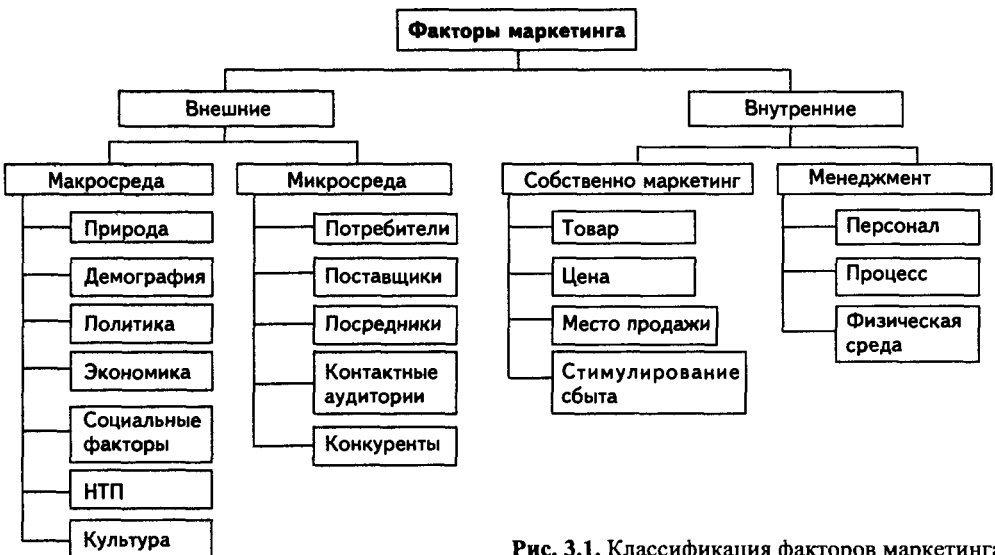 Факторы маркетинга
Внешние
Внутренние
Макросреда
Микросреда
Собственно маркетинг
Менеджмент
Природа
Демография
Политика
Экономика
Социальные
факторы
НТП
Культура
Потребители
Поставщики
Посредники
Контактные
аудитории
Конкуренты
Товар
Цена
Место продажи
Стимулирование
сбыта
Персонал
Процесс
Физическая
среда
Рис. 3.1. Классификация факторов маркетинга